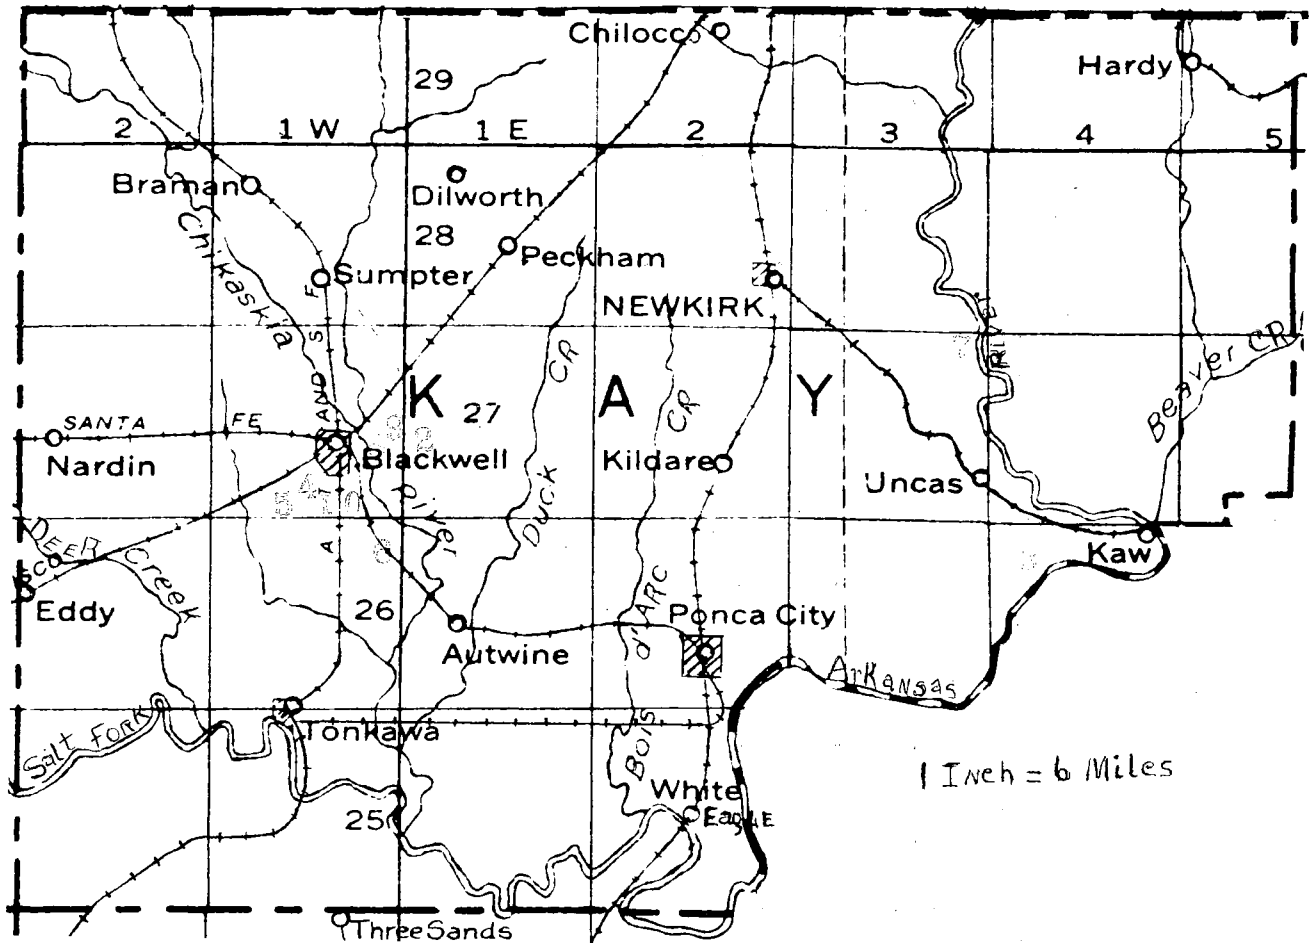 Chilocco
29
Hardy
2
1 W
1 E
2
3
4
5
Braman
Dilworth
Chikaskia
28
Peckham
Sumpter
NEWKIRK
RIVER
AND S F
CR
Beaver CR
K
27
A
Y
SANTA FE
CR
Nardin
Blackwell
Kildare
Uncas
River
Duck
DEER Creek
A T
Kaw
Eddy
26
d'ARC
Ponca City
Autwine
Arkansas
Salt Fork
Tonkawa
Bois
1 Inch = 6 Miles
White
Eagle
25
Three Sands